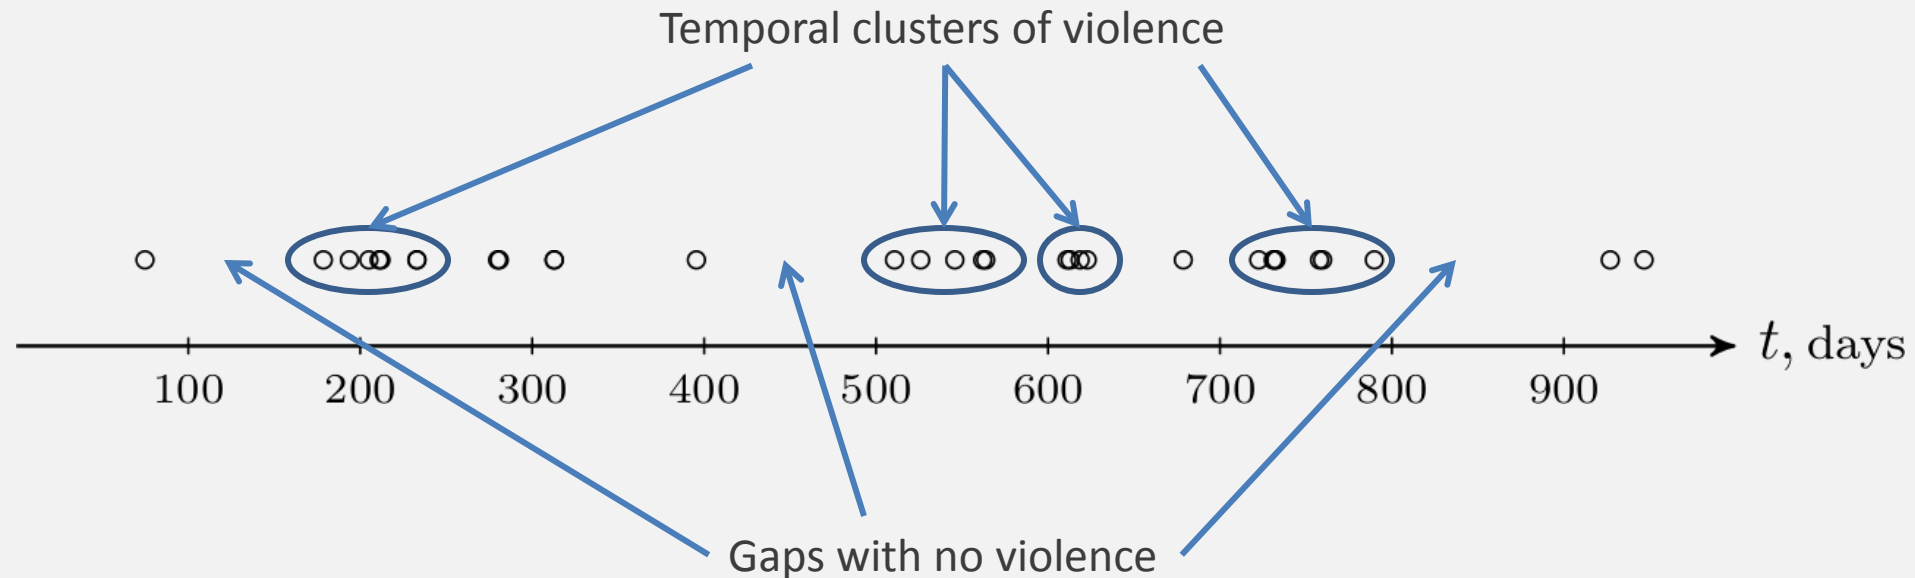 Temporal clusters of violence
t, days
100 200 300 400 500 600 700 800 900
Gaps with no violence